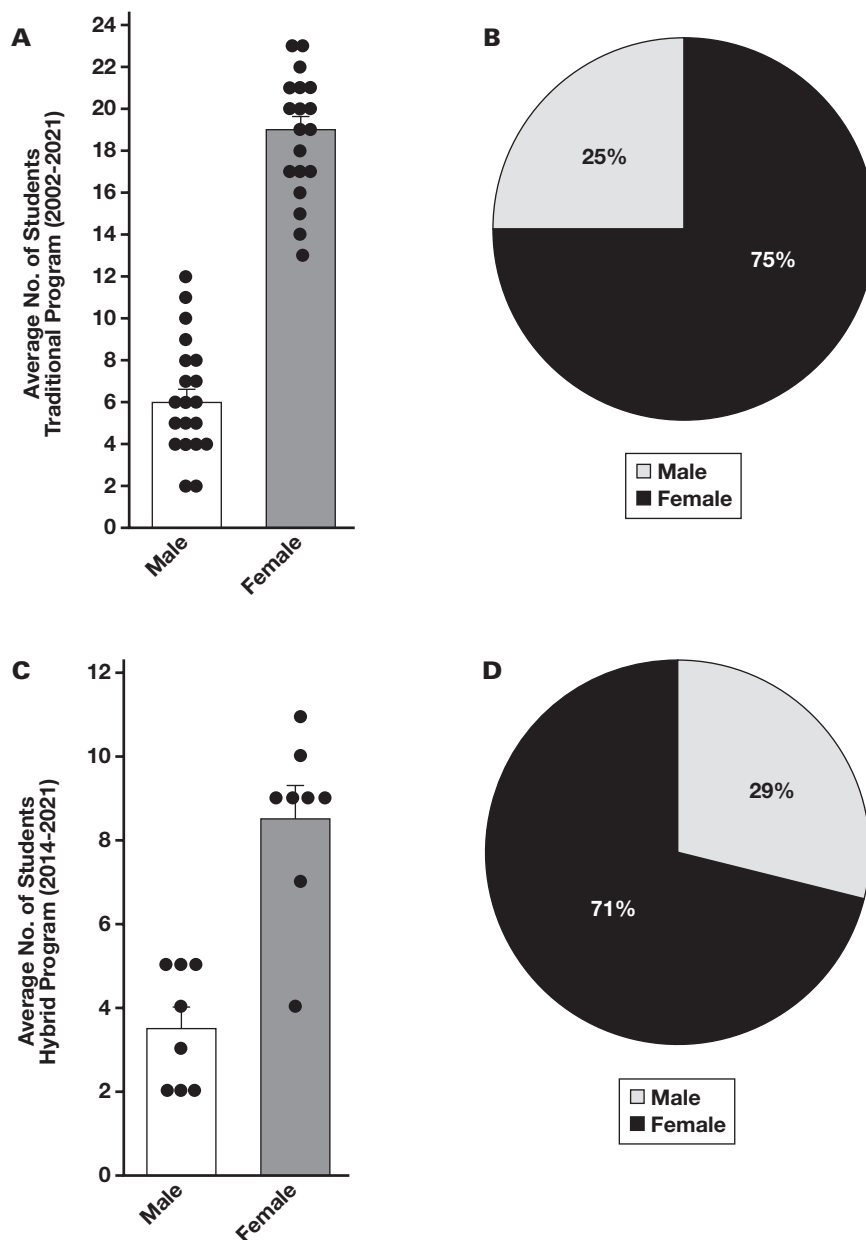 A
Average No. of Students
Traditional Program (2002-2021)
24
22
20
18
16
14
12
10
8
6
4
2
0
Male
Female
B
25%
75%
Male
Female
C
Average No. of Students
Hybrid Program (2014-2021)
12
10
8
6
4
2
0
Male
Female
D
29%
71%
Male
Female